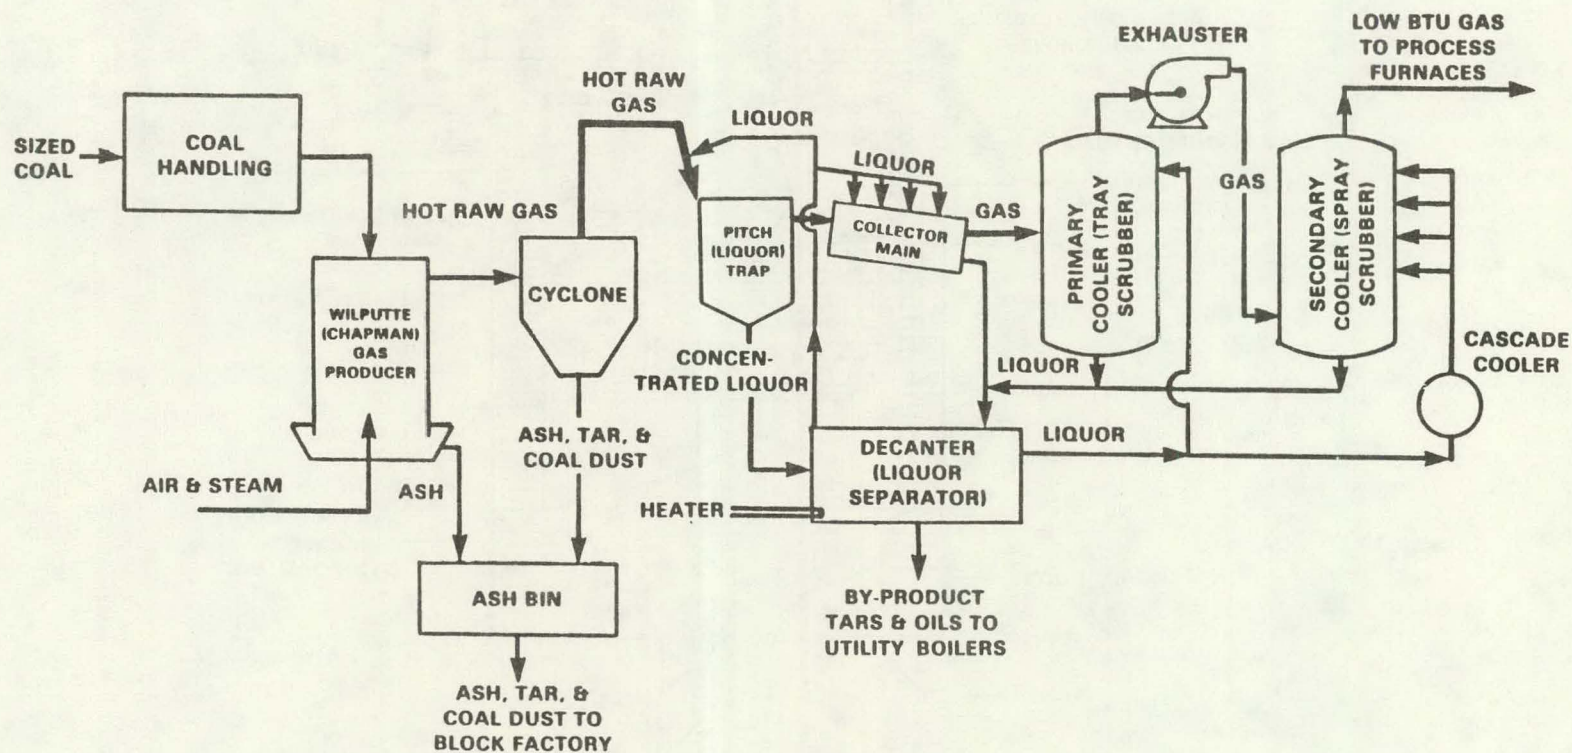 SIZED
COAL
COAL
HANDLING
HOT RAW GAS
WILPUTTE
(CHAPMAN)
GAS
PRODUCER
AIR & STEAM
ASH
CYCLONE
HOT RAW
GAS
ASH, TAR, &
COAL DUST
ASH BIN
ASH, TAR, &
COAL DUST TO
BLOCK FACTORY
LIQUOR
PITCH
(LIQUOR)
TRAP
CONCEN-
TRATED LIQUOR
LIQUOR
COLLECTOR
MAIN
GAS
PRIMARY
COOLER (TRAY
SCRUBBER)
EXHAUSTER
GAS
SECONDARY
COOLER (SPRAY
SCRUBBER)
LOW BTU GAS
TO PROCESS
FURNACES
CASCADE
COOLER
LIQUOR
LIQUOR
DECANTER
(LIQUOR
SEPARATOR)
HEATER
BY-PRODUCT
TARS & OILS TO
UTILITY BOILERS